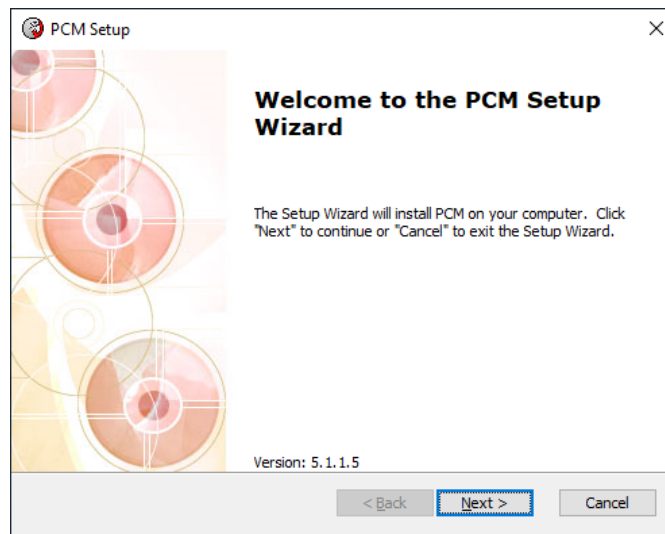 PCM Setup
Welcome to the PCM Setup
Wizard
The Setup Wizard will install PCM on your computer.  Click
"Next" to continue or "Cancel" to exit the Setup Wizard.
Version: 5.1.1.5
< Back
Next >
Cancel